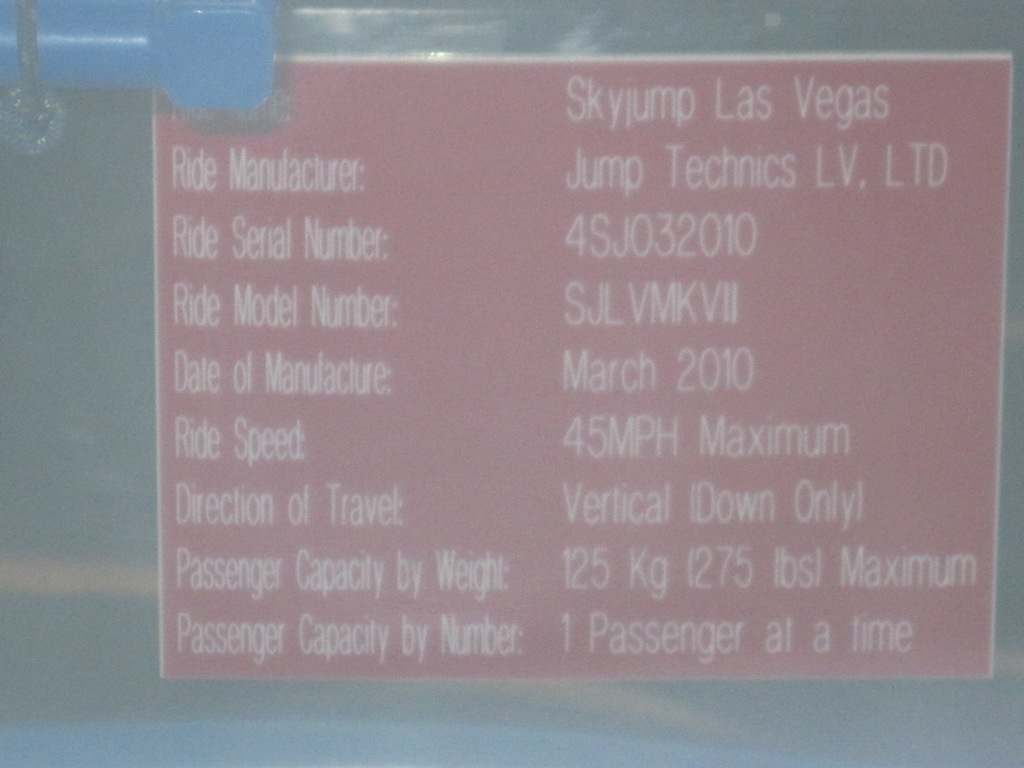 Skyjump Las Vegas
Ride Manufacturer: Jump Technics LV, LTD
Ride Serial Number: 4SJ032010
Ride Model Number: SJLVMKVII
Date of Manufacture: March 2010
Ride Speed: 45MPH Maximum
Direction of Travel: Vertical (Down Only)
Passenger Capacity by Weight: 125 Kg (275 lbs) Maximum
Passenger Capacity by Number: 1 Passenger at a time